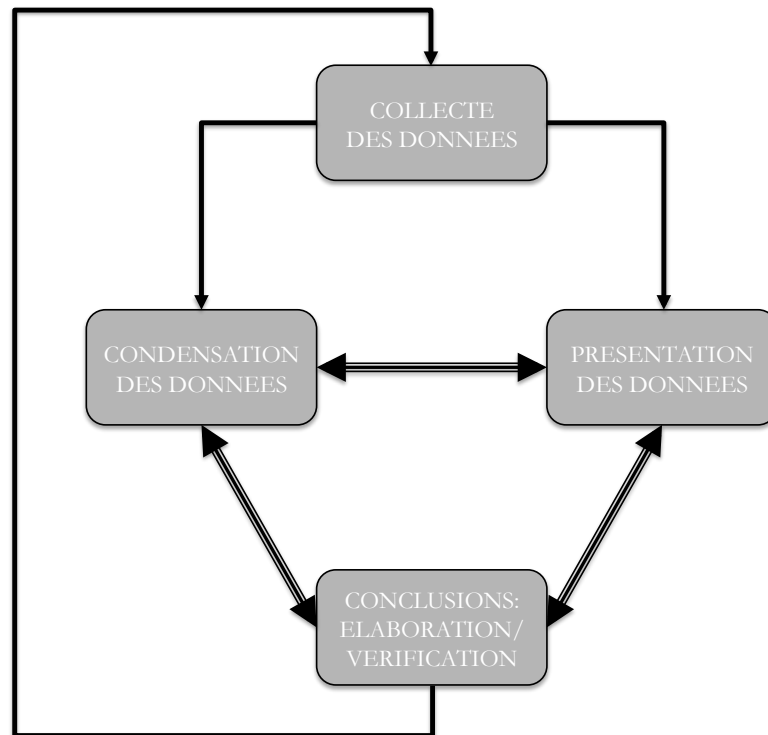 COLLECTE
DES DONNEES
CONDENSATION
DES DONNEES
PRESENTATION
DES DONNEES
CONCLUSIONS:
ELABORATION/
VERIFICATION